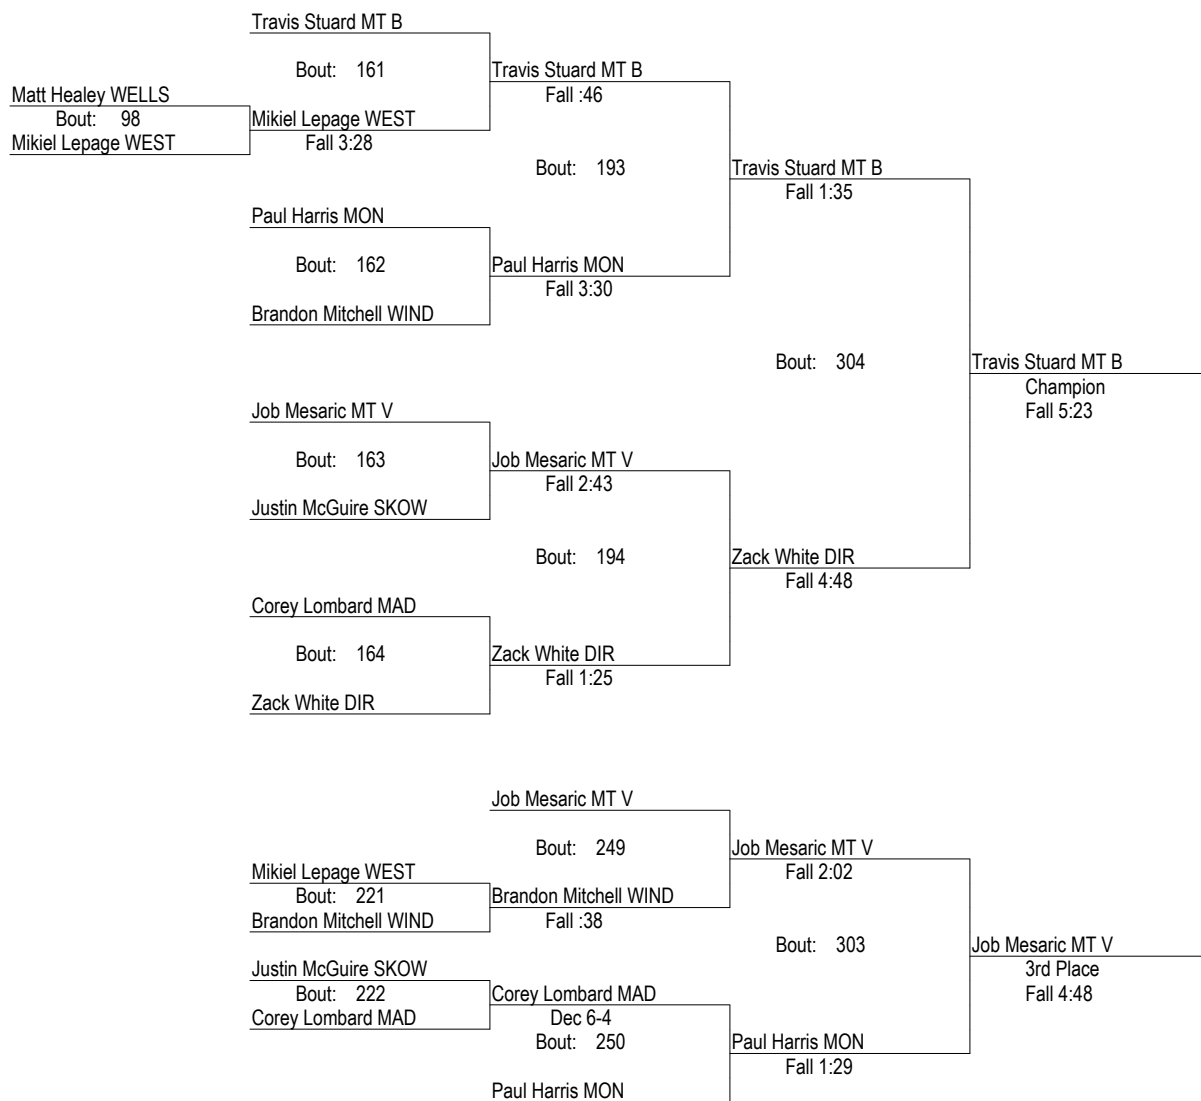 Travis Stuard MT B
Bout: 161
Travis Stuard MT B
Matt Healey WELLS
Fall :46
Bout: 98
Mikiel Lepage WEST
Mikiel Lepage WEST
Fall 3:28
Bout: 193
Travis Stuard MT B
Fall 1:35
Paul Harris MON
Bout: 162
Paul Harris MON
Fall 3:30
Brandon Mitchell WIND
Bout: 304
Travis Stuard MT B
Champion
Fall 5:23
Job Mesaric MT V
Bout: 163
Job Mesaric MT V
Fall 2:43
Justin McGuire SKOW
Bout: 194
Zack White DIR
Fall 4:48
Corey Lombard MAD
Bout: 164
Zack White DIR
Fall 1:25
Zack White DIR
Job Mesaric MT V
Bout: 249
Job Mesaric MT V
Fall 2:02
Mikiel Lepage WEST
Bout: 221
Brandon Mitchell WIND
Brandon Mitchell WIND
Fall :38
Bout: 303
Job Mesaric MT V
3rd Place
Fall 4:48
Justin McGuire SKOW
Bout: 222
Corey Lombard MAD
Corey Lombard MAD
Dec 6-4
Bout: 250
Paul Harris MON
Fall 1:29
Paul Harris MON